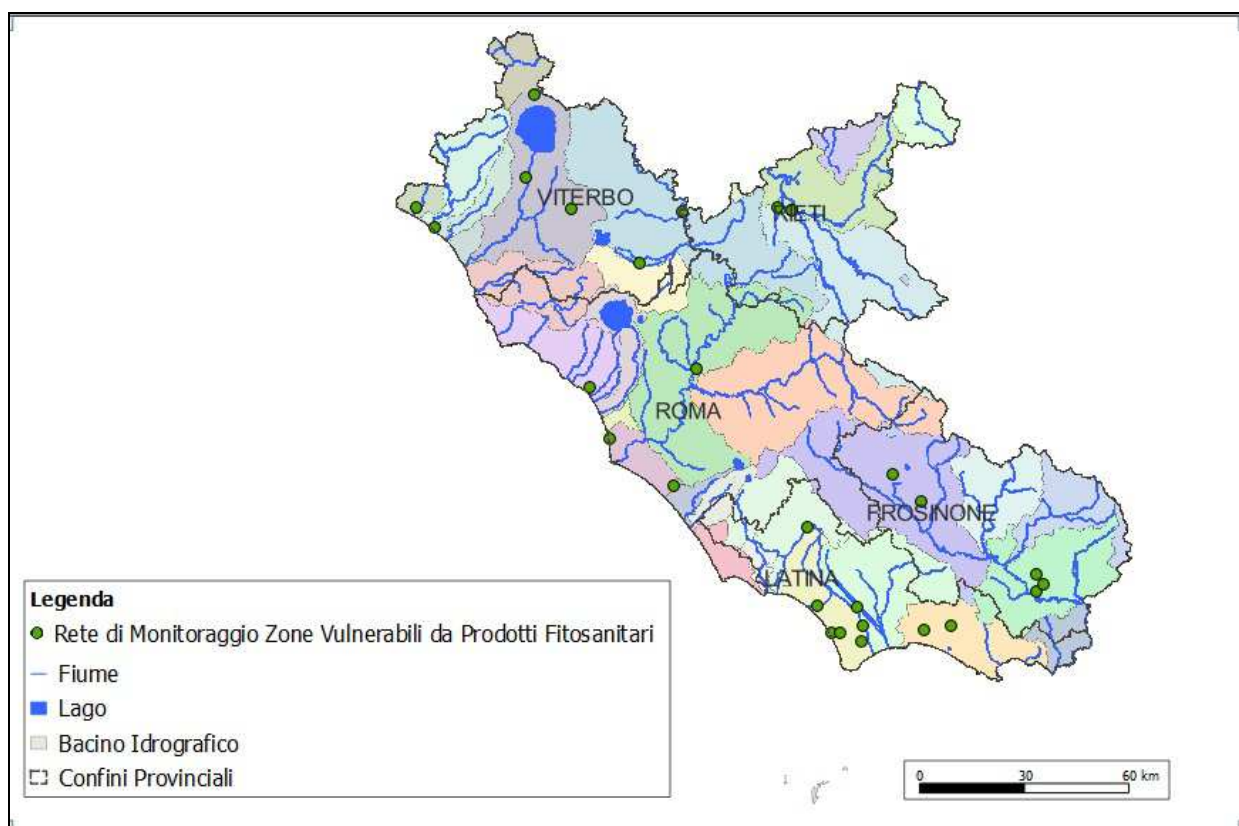 VITERBO
RIETI
ROMA
FROSINONE
LATINA
Legenda
Rete di Monitoraggio Zone Vulnerabili da Prodotti Fitosanitari
Fiume
Lago
Bacino Idrografico
Confini Provinciali
0 30 60 km